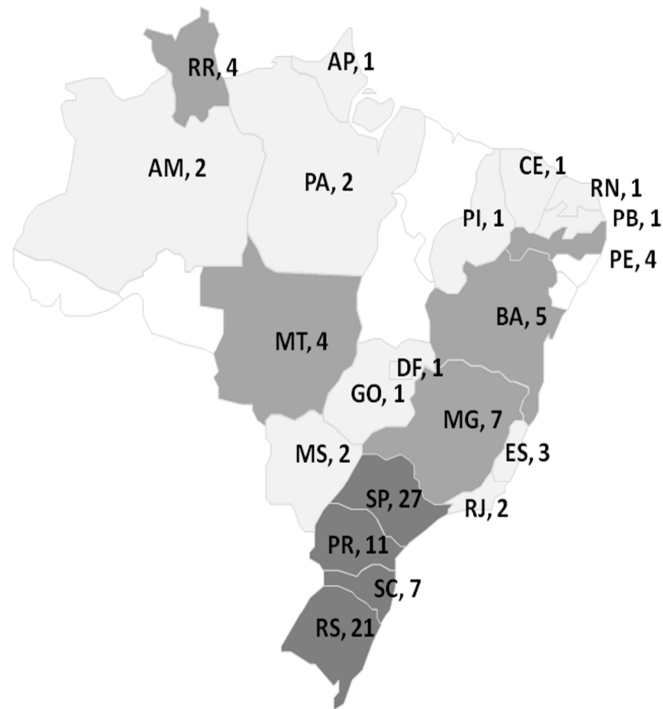 RR, 4
AP, 1
AM, 2
PA, 2
CE, 1
RN, 1
PI, 1
PB, 1
PE, 4
BA, 5
MT, 4
DF, 1
GO, 1
MG, 7
MS, 2
ES, 3
SP, 27
RJ, 2
PR, 11
SC, 7
RS, 21